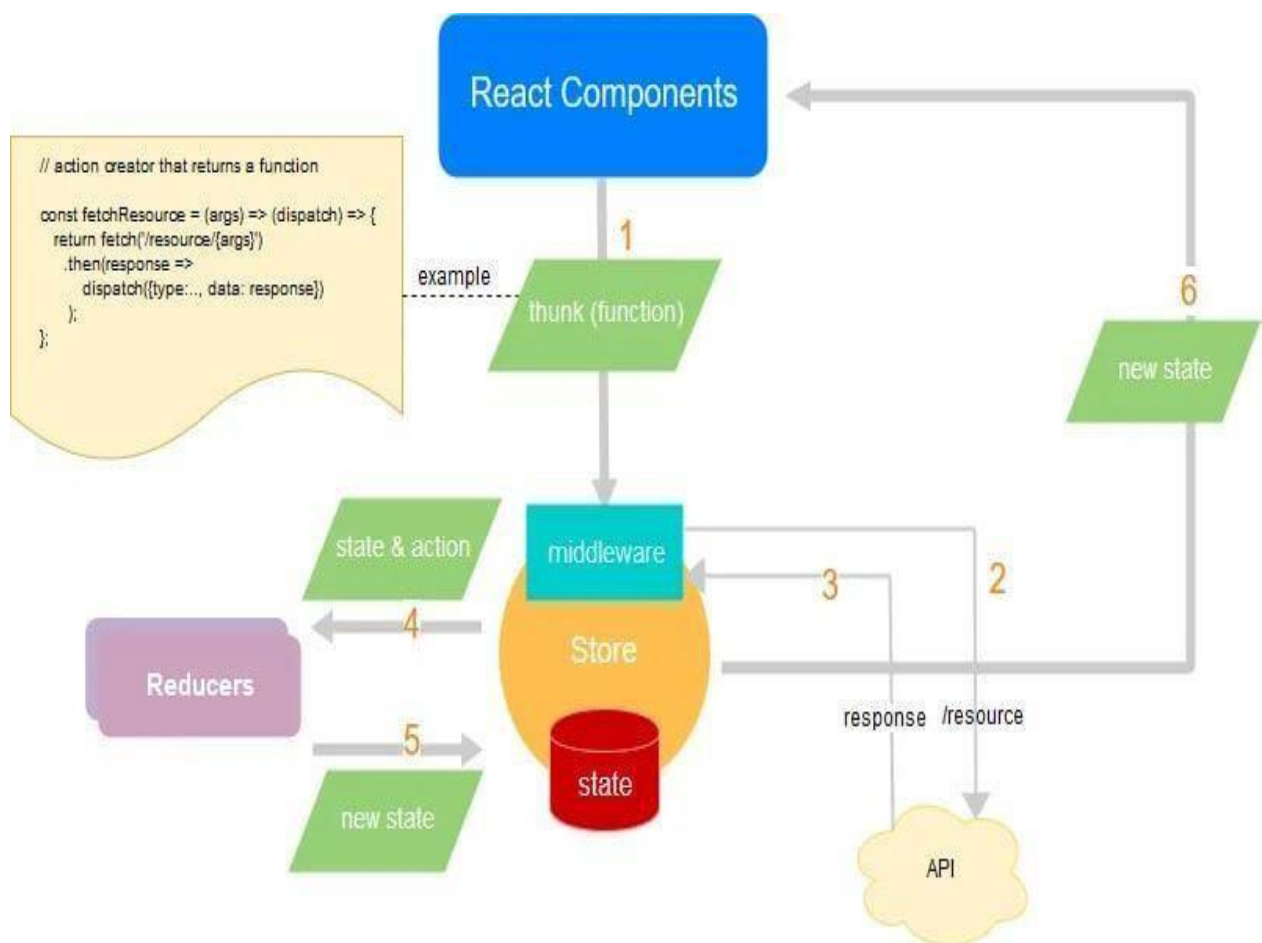 React Components
// action creator that returns a function
const fetchResource = (args) => (dispatch) => {
return fetch('/resource/{args}')
.then(response =>
dispatch({type:.., data: response})
);
};
example
1
thunk (function)
6
new state
state & action
middleware
3
2
4
Store
Reducers
response
/resource
5
state
new state
API